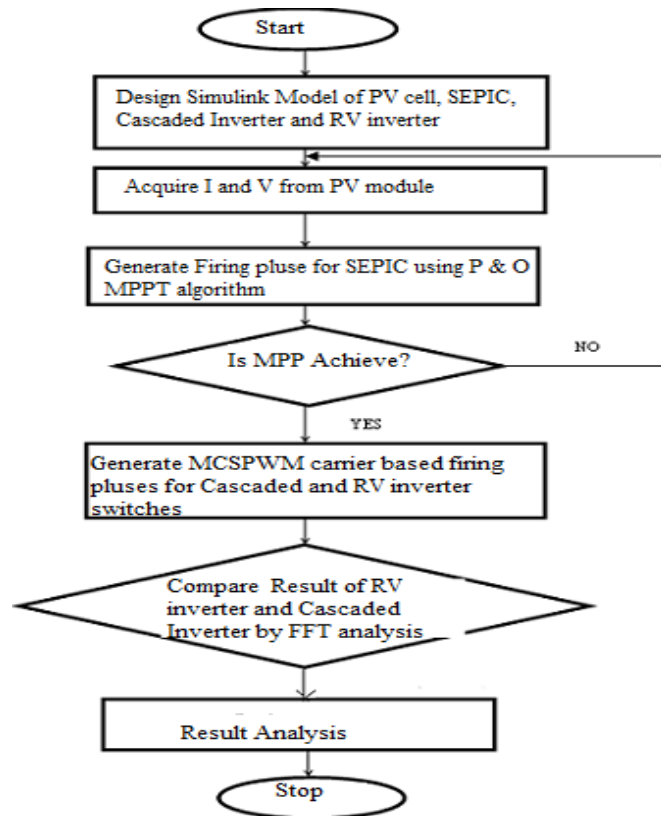 Start
Design Simulink Model of PV cell, SEPIC,
Cascaded Inverter and RV inverter
Acquire I and V from PV module
Generate Firing pluse for SEPIC using P & O
MPPT algorithm
Is MPP Achieve?
NO
YES
Generate MCSPWM carrier based firing
pluses for Cascaded and RV inverter
switches
Compare Result of RV
inverter and Cascaded
Inverter by FFT analysis
Result Analysis
Stop